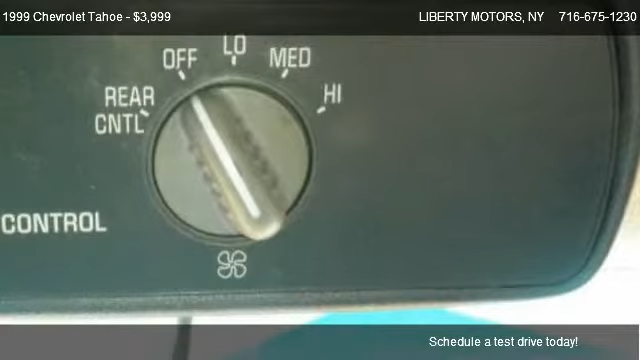 1999 Chevrolet Tahoe - $3,999
LIBERTY MOTORS, NY 716-675-1230
OFF
LO
MED
HI
REAR
CNTL
CONTROL
Schedule a test drive today!